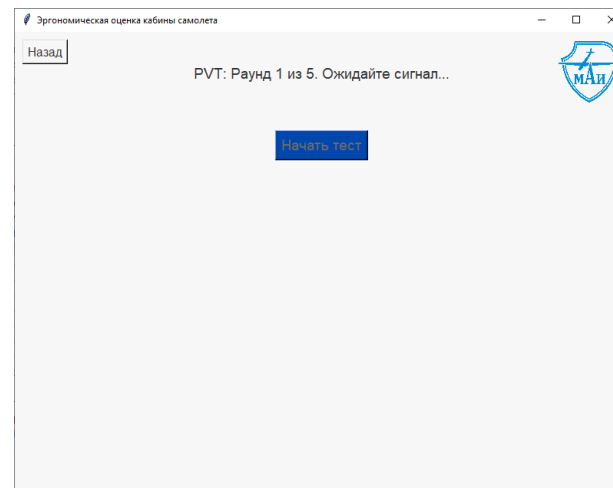 Эргономическая оценка кабины самолета
Назад
PVT: Раунд 1 из 5. Ожидайте сигнал...
МАИ
Начать тест